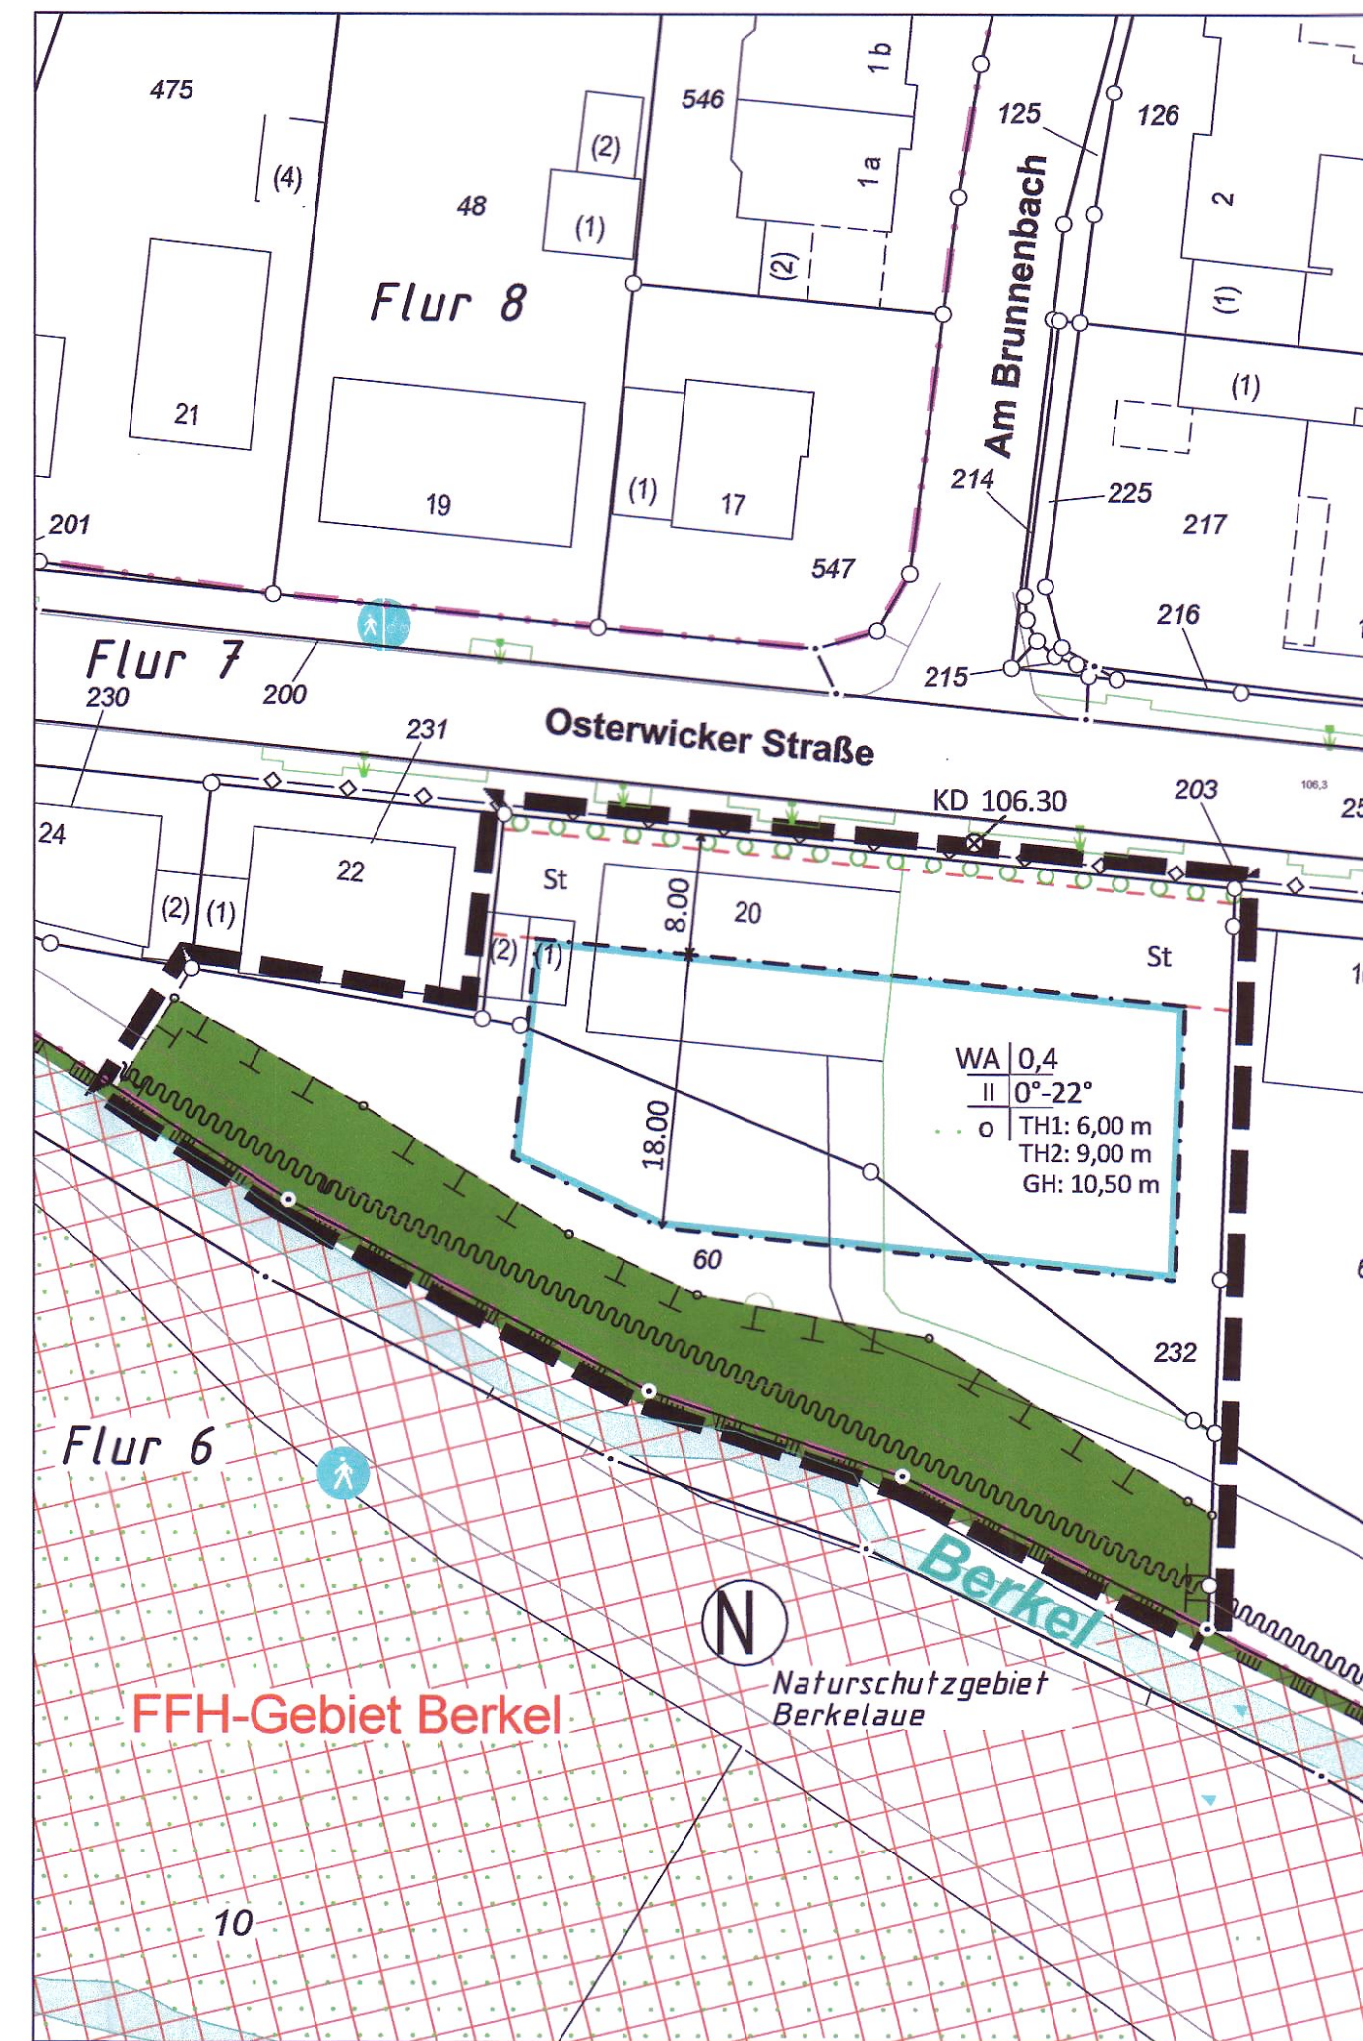 475
546
1b
125
126
(4)
48
(2)
(1)
1a
(2)
2
Am Brunnenbach
(1)
Flur 8
(1)
21
19
(1)
17
214
225
217
201
547
216
215
Flur 7
230
200
231
Osterwicker Straße
KD 106.30
203
106,3
24
22
(2)
(1)
St
8.00
20
(2)
(1)
St
WA 0,4
II 0°-22°
o TH1: 6,00 m
TH2: 9,00 m
GH: 10,50 m
18.00
60
232
Flur 6
Berkel
N
Naturschutzgebiet
Berkelaue
FFH-Gebiet Berkel
10